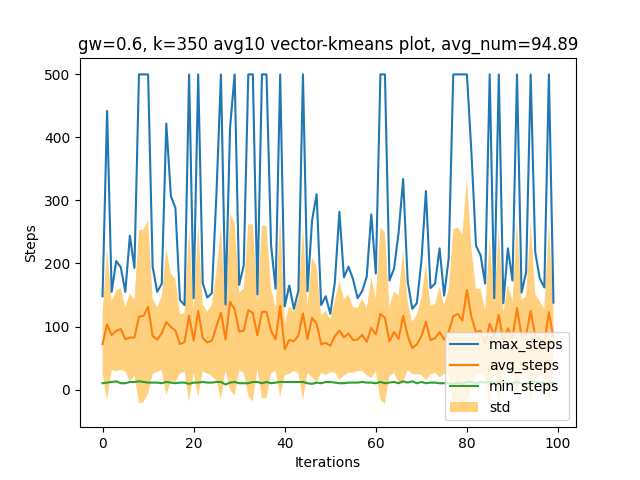 gw=0.6, k=350 avg10 vector-kmeans plot, avg_num=94.89
Steps
500
400
300
200
100
0
max_steps
avg_steps
min_steps
std
0
20
40
60
80
100
Iterations